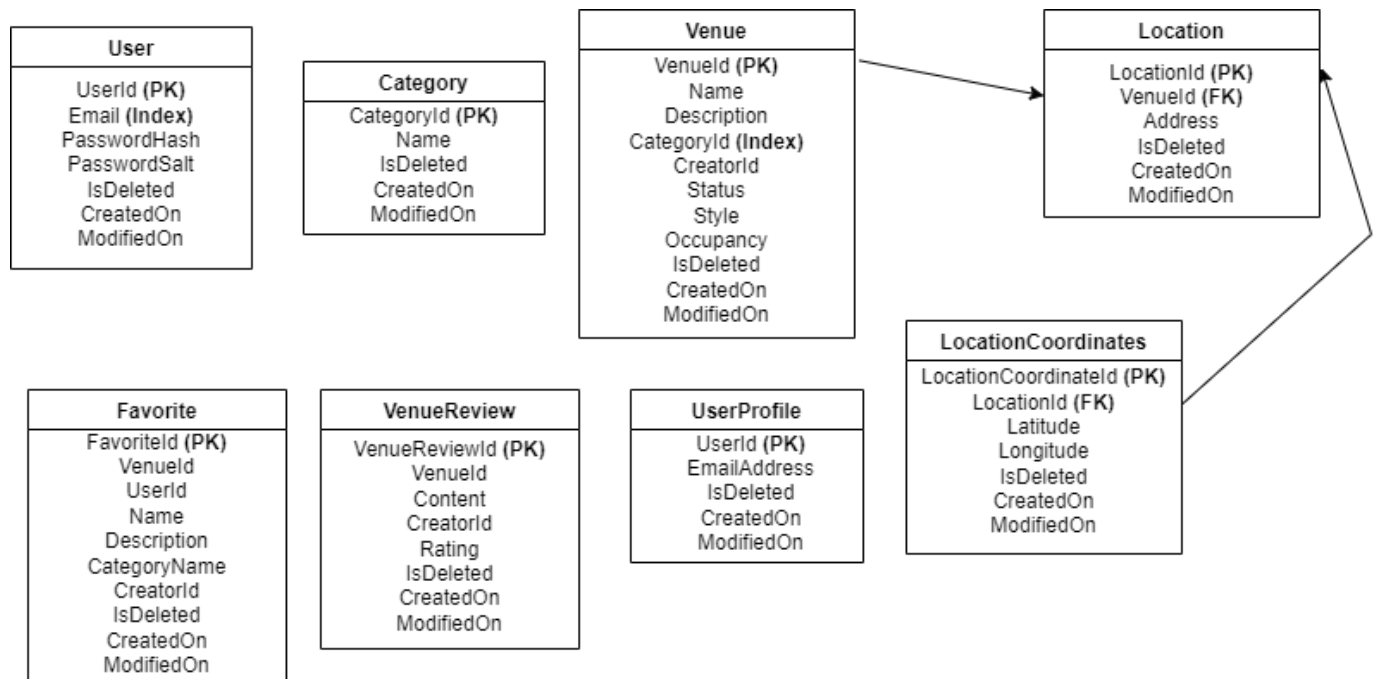 User
UserId (PK)
Email (Index)
PasswordHash
PasswordSalt
IsDeleted
CreatedOn
ModifiedOn
Category
CategoryId (PK)
Name
IsDeleted
CreatedOn
ModifiedOn
Venue
VenueId (PK)
Name
Description
CategoryId (Index)
CreatorId
Status
Style
Occupancy
IsDeleted
CreatedOn
ModifiedOn
Location
LocationId (PK)
VenueId (FK)
Address
IsDeleted
CreatedOn
ModifiedOn
Favorite
FavoriteId (PK)
VenueId
UserId
Name
Description
CategoryName
CreatorId
IsDeleted
CreatedOn
ModifiedOn
VenueReview
VenueReviewId (PK)
VenueId
Content
CreatorId
Rating
IsDeleted
CreatedOn
ModifiedOn
UserProfile
UserId (PK)
EmailAddress
IsDeleted
CreatedOn
ModifiedOn
LocationCoordinates
LocationCoordinateId (PK)
LocationId (FK)
Latitude
Longitude
IsDeleted
CreatedOn
ModifiedOn